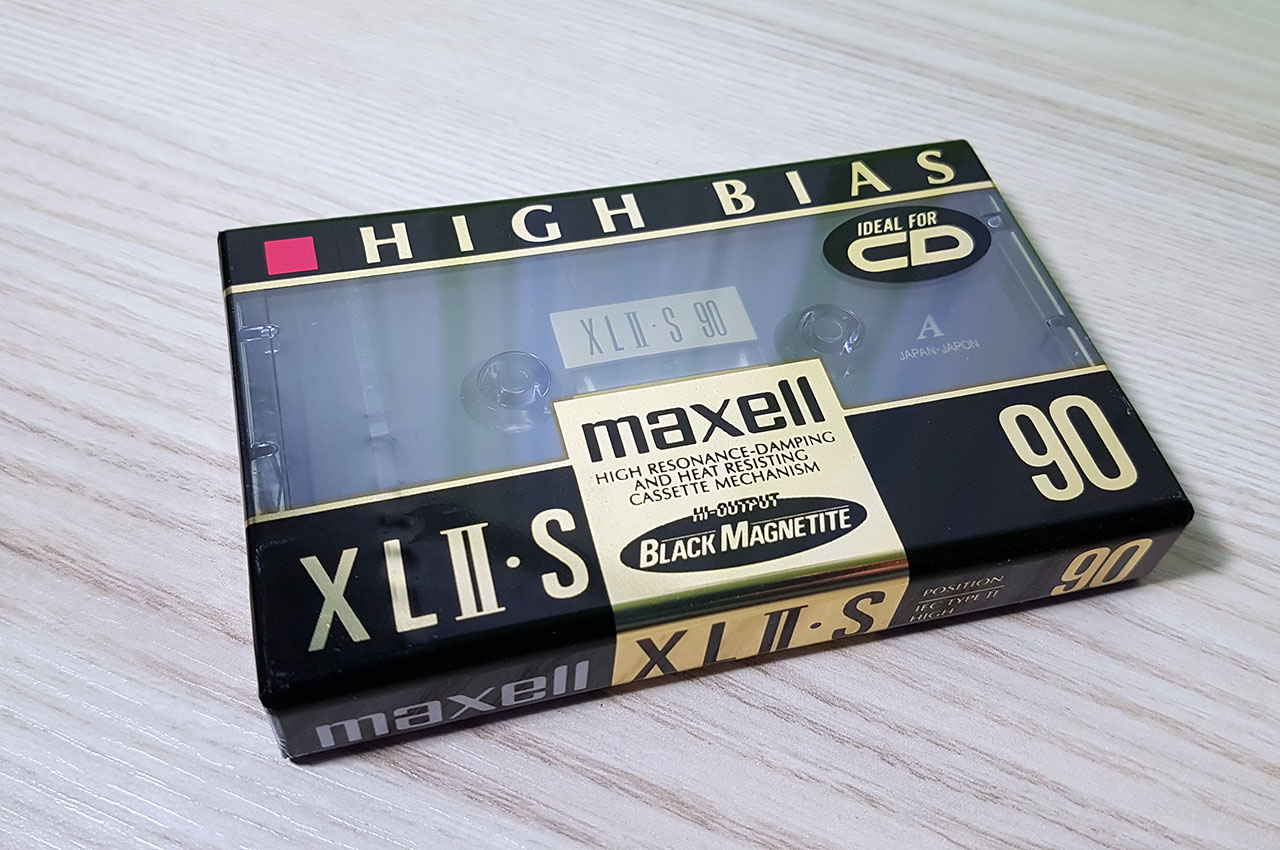 HIGH BIAS
IDEAL FOR
CD
XLII·S 90
A
JAPAN·JAPON
maxell
HIGH RESONANCE-DAMPING
AND HEAT RESISTING
CASSETTE MECHANISM
HI-OUTPUT
BLACK MAGNETITE
90
XLII·S
maxell
XLII·S
POSITION
IEC TYPE II
HIGH
90